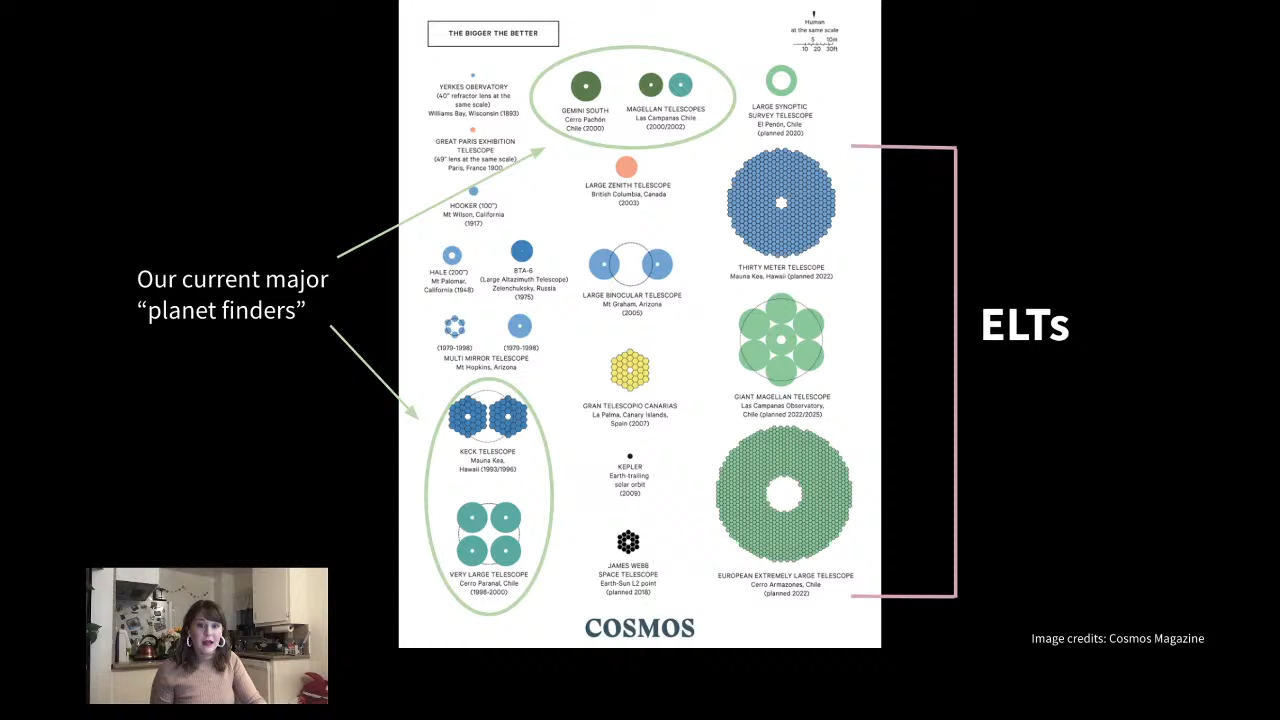 THE BIGGER THE BETTER
Human
at the same scale
5 10m
10 20 30ft
YERKES OBERVATORY
(40" refractor lens at the
same scale)
Williams Bay, Wisconsin (1893)
GREAT PARIS EXHIBITION
TELESCOPE
(49" lens at the same scale)
Paris, France 1900
HOOKER (100")
Mt Wilson, California
(1917)
HALE (200")
Mt Palomar,
California (1948)
BTA-6
(Large Altazimuth Telescope)
Zelenchuksky, Russia
(1975)
(1979-1998)
(1979-1998)
MULTI MIRROR TELESCOPE
Mt Hopkins, Arizona
KECK TELESCOPE
Mauna Kea,
Hawaii (1993/1996)
VERY LARGE TELESCOPE
Cerro Paranal, Chile
(1998-2000)
GEMINI SOUTH
Cerro Pachón
Chile (2000)
MAGELLAN TELESCOPES
Las Campanas Chile
(2000/2002)
LARGE ZENITH TELESCOPE
British Columbia, Canada
(2003)
LARGE BINOCULAR TELESCOPE
Mt Graham, Arizona
(2005)
GRAN TELESCOPIO CANARIAS
La Palma, Canary Islands,
Spain (2007)
KEPLER
Earth-trailing
solar orbit
(2009)
JAMES WEBB
SPACE TELESCOPE
Earth-Sun L2 point
(planned 2018)
LARGE SYNOPTIC
SURVEY TELESCOPE
El Penón, Chile
(planned 2020)
THIRTY METER TELESCOPE
Mauna Kea, Hawaii (planned 2022)
GIANT MAGELLAN TELESCOPE
Las Campanas Observatory,
Chile (planned 2022/2025)
EUROPEAN EXTREMELY LARGE TELESCOPE
Cerro Armazones, Chile
(planned 2022)
COSMOS
Our current major
“planet finders”
ELTs
Image credits: Cosmos Magazine